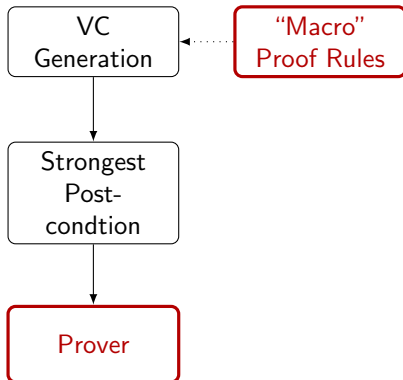 VC
Generation
“Macro”
Proof Rules
Strongest
Post-
condtion
Prover